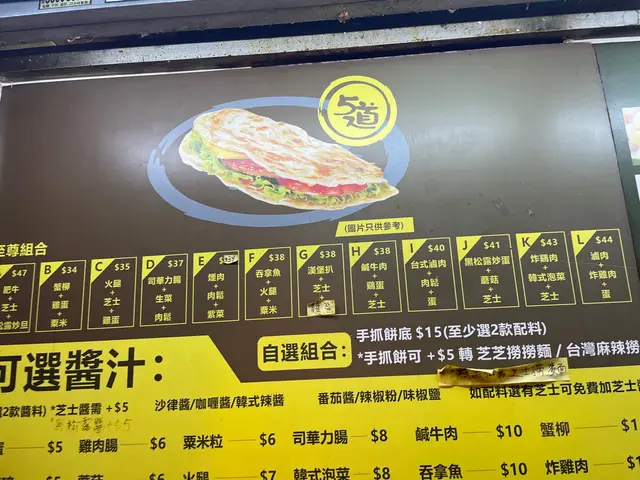 5道
(圖片只供參考)
至尊組合
A $47 肥牛 + 芝士 + 松露炒旦
B $34 蟹柳 + 雞蛋 + 粟米
C $35 火腿 + 芝士 + 雞蛋
D $37 司華力腸 + 生菜 + 肉鬆
E 煙肉 + 肉鬆 + 紫菜
F $38 吞拿魚 + 火腿 + 粟米
G $38 漢堡扒 + 芝士 +
H $38 鹹牛肉 + 雞蛋 + 芝士
I $40 台式滷肉 + 肉鬆 + 蛋
J $41 黑松露炒蛋 + 蘑菇 + 芝士
K $43 炸雞肉 + 韓式泡菜 + 芝士
L $44 滷肉 + 炸雞肉 + 蛋
自選組合:
手抓餅底 $15(至少選2款配料)
*手抓餅可 + $5 轉 芝芝撈撈麵 / 台灣麻辣撈
可選醬汁:
2款醬料) *芝士醬需 + $5
沙律醬/咖喱醬/韓式辣醬
番茄醬/辣椒粉/味椒鹽
如配料選有芝士可免費加芝士
蛋 $5 雞肉腸 $6 粟米粒 $6 司華力腸 $8 鹹牛肉 $10 蟹柳
$5 蘑菇 $6 火腿 $7 韓式泡菜 $8 吞拿魚 $10 炸雞肉